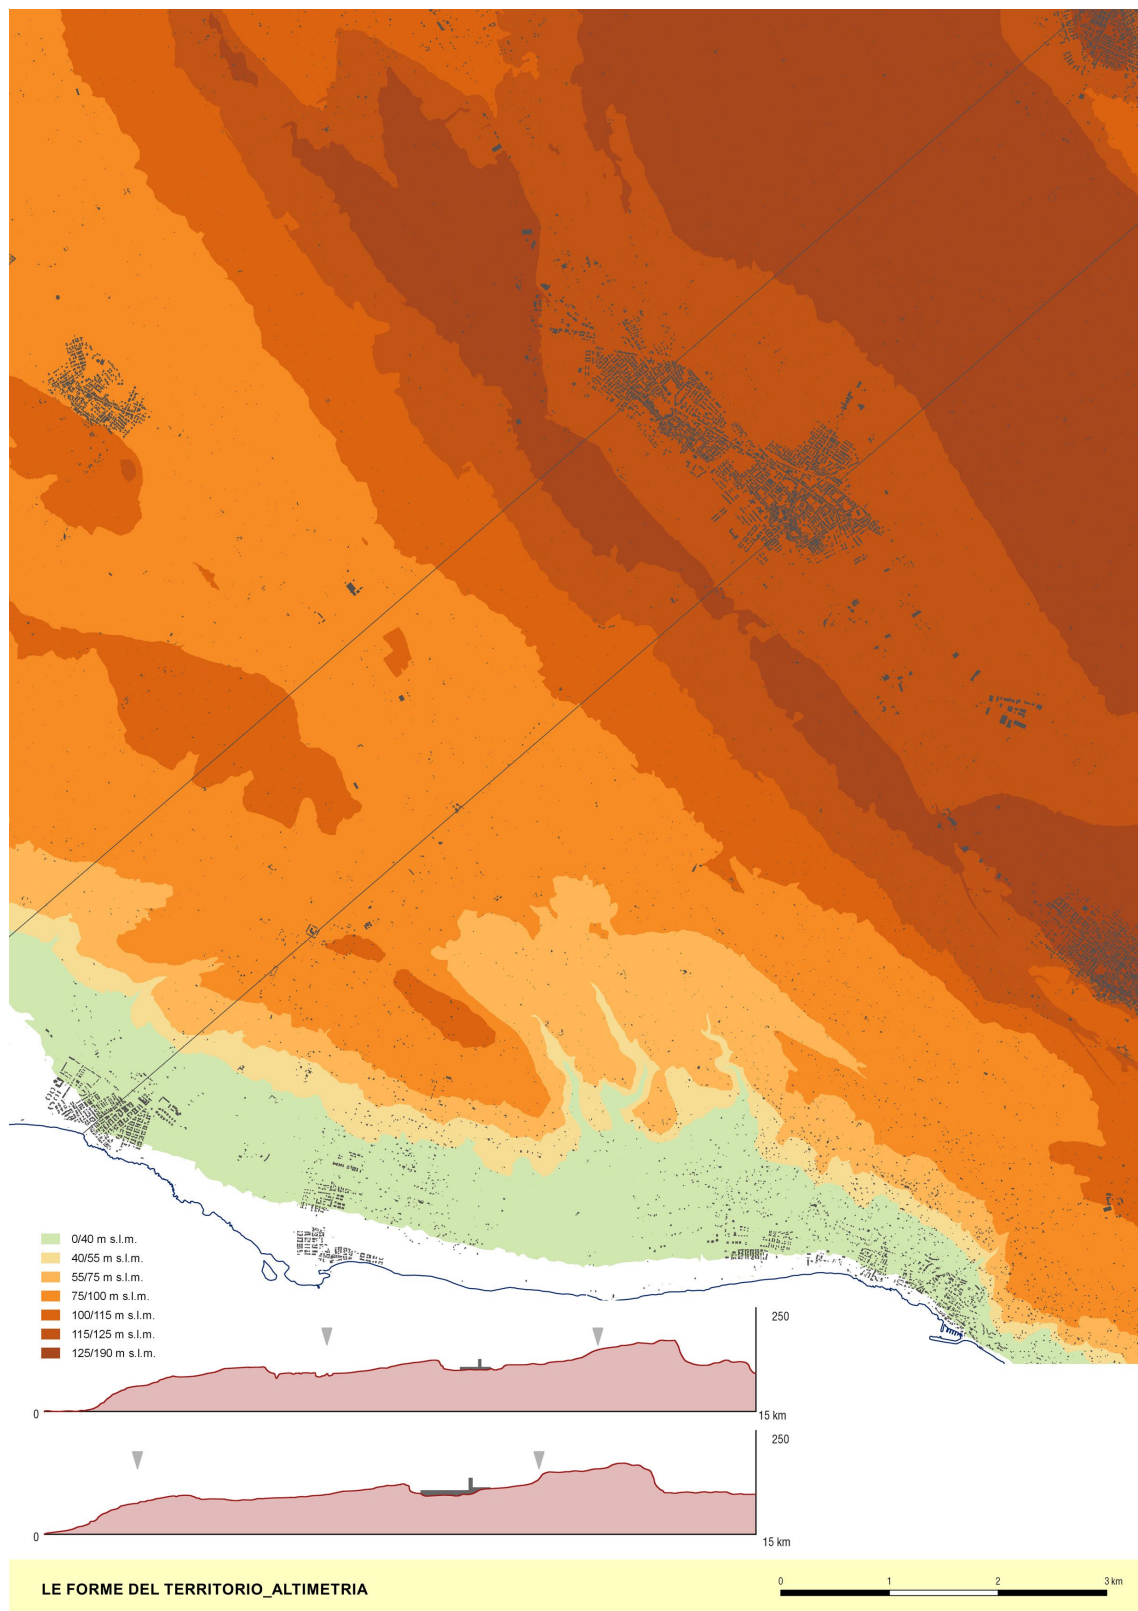 0/40 m s.l.m.
40/55 m s.l.m.
55/75 m s.l.m.
75/100 m s.l.m.
100/115 m s.l.m.
115/125 m s.l.m.
125/190 m s.l.m.
250
0
15 km
250
0
15 km
LE FORME DEL TERRITORIO_ALTIMETRIA
0 1 2 3 km